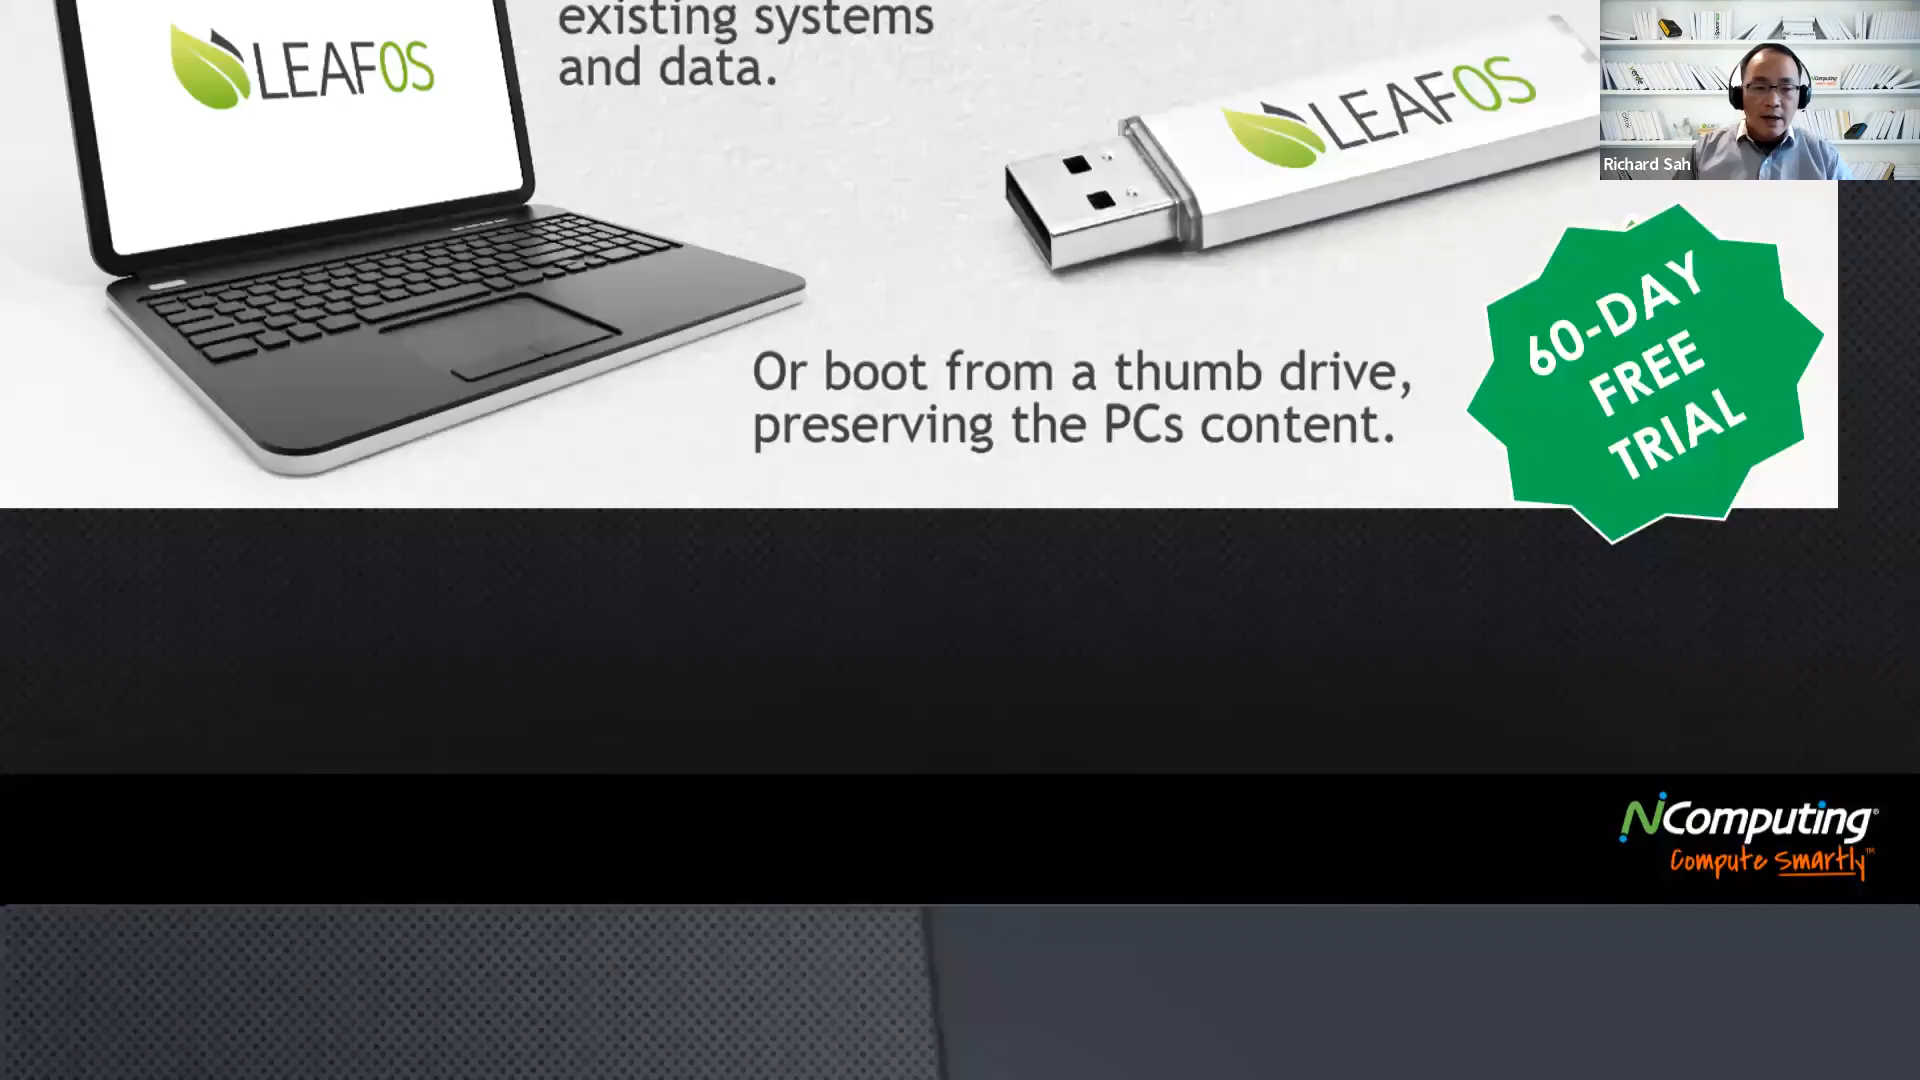 existing systems
and data.
LEAFOS
LEAFOS
Richard Sah
60-DAY
FREE
TRIAL
Or boot from a thumb drive,
preserving the PCs content.
NComputing®
Compute Smartly™